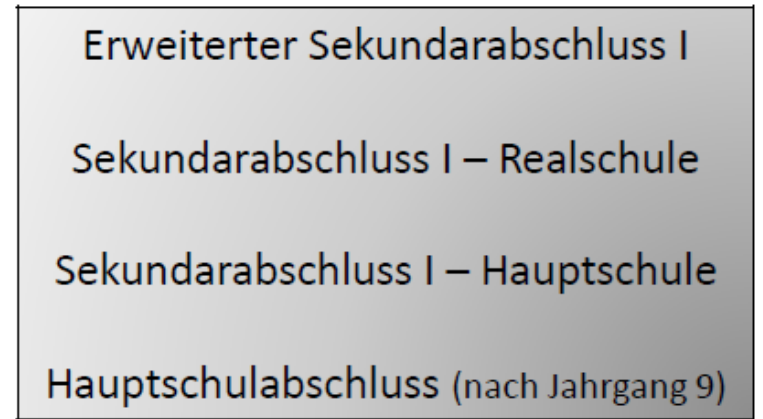 Erweiterter Sekundarabschluss I
Sekundarabschluss I – Realschule
Sekundarabschluss I – Hauptschule
Hauptschulabschluss (nach Jahrgang 9)